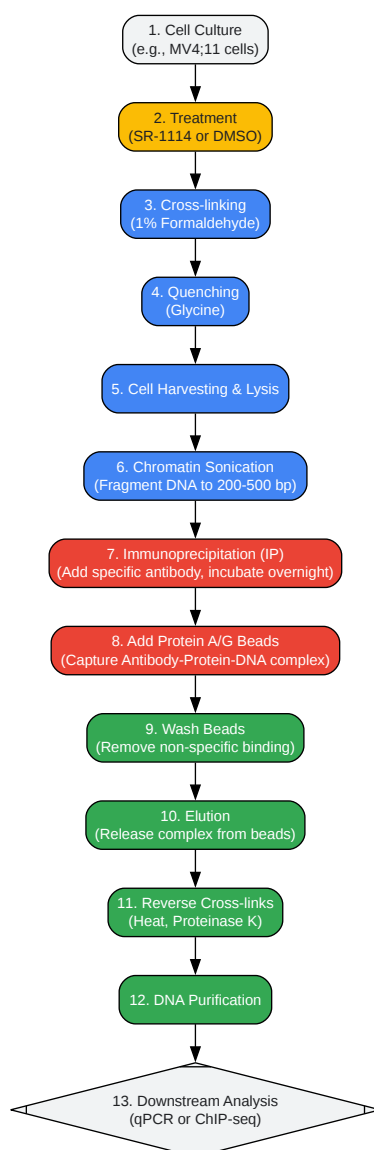 1. Cell Culture
(e.g., MV4;11 cells)
2. Treatment
(SR-1114 or DMSO)
3. Cross-linking
(1% Formaldehyde)
4. Quenching
(Glycine)
5. Cell Harvesting & Lysis
6. Chromatin Sonication
(Fragment DNA to 200-500 bp)
7. Immunoprecipitation (IP)
(Add specific antibody, incubate overnight)
8. Add Protein A/G Beads
(Capture Antibody-Protein-DNA complex)
9. Wash Beads
(Remove non-specific binding)
10. Elution
(Release complex from beads)
11. Reverse Cross-links
(Heat, Proteinase K)
12. DNA Purification
13. Downstream Analysis
(qPCR or ChIP-seq)